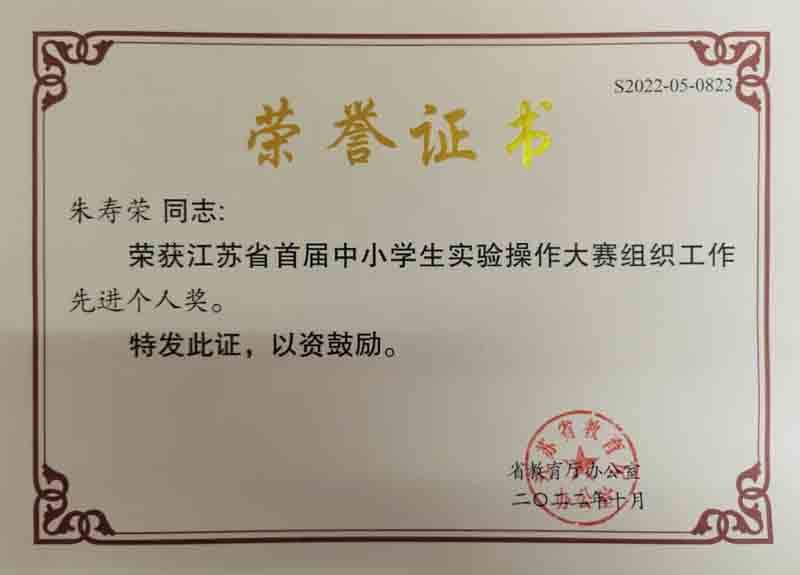 S2022-05-0823
荣誉证书
朱寿荣 同志:
荣获江苏省首届中小学生实验操作大赛组织工作
先进个人奖。
特发此证，以资鼓励。
省教育厅办公室
二〇二二年十月